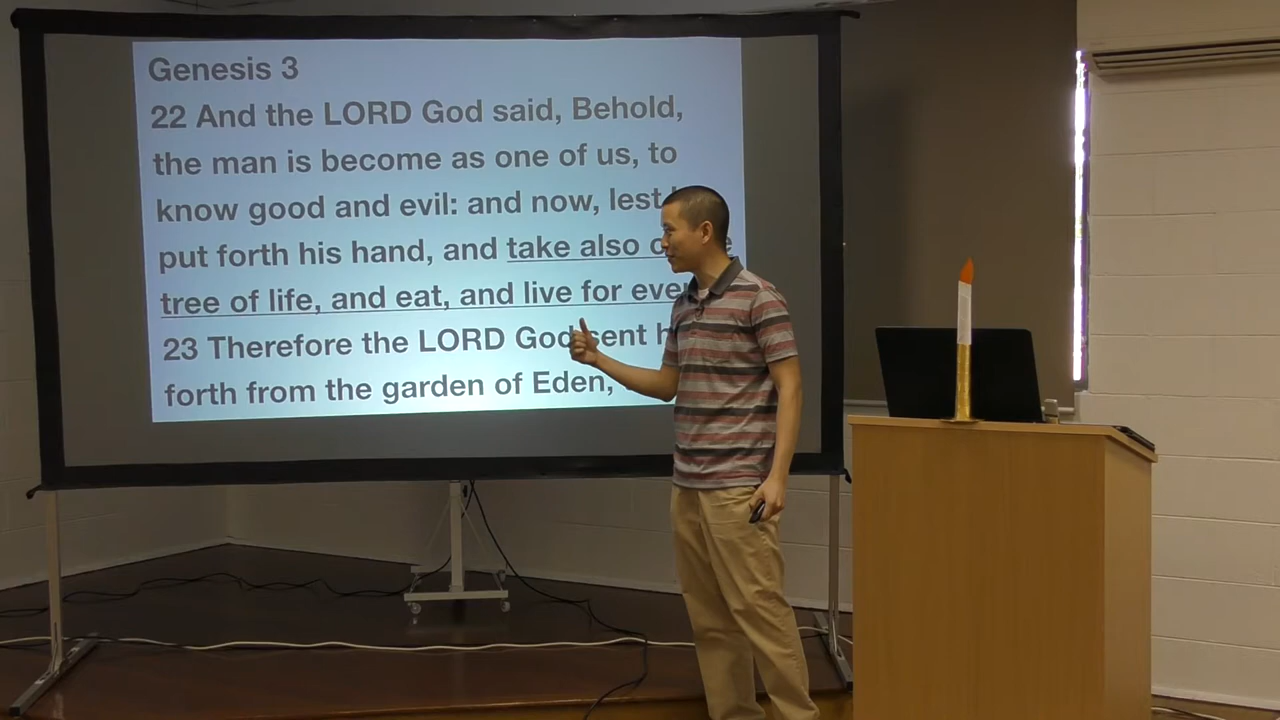 Genesis 3
22 And the LORD God said, Behold,
the man is become as one of us, to
know good and evil: and now, lest
put forth his hand, and take also
tree of life, and eat, and live for ever
23 Therefore the LORD God sent
forth from the garden of Eden,